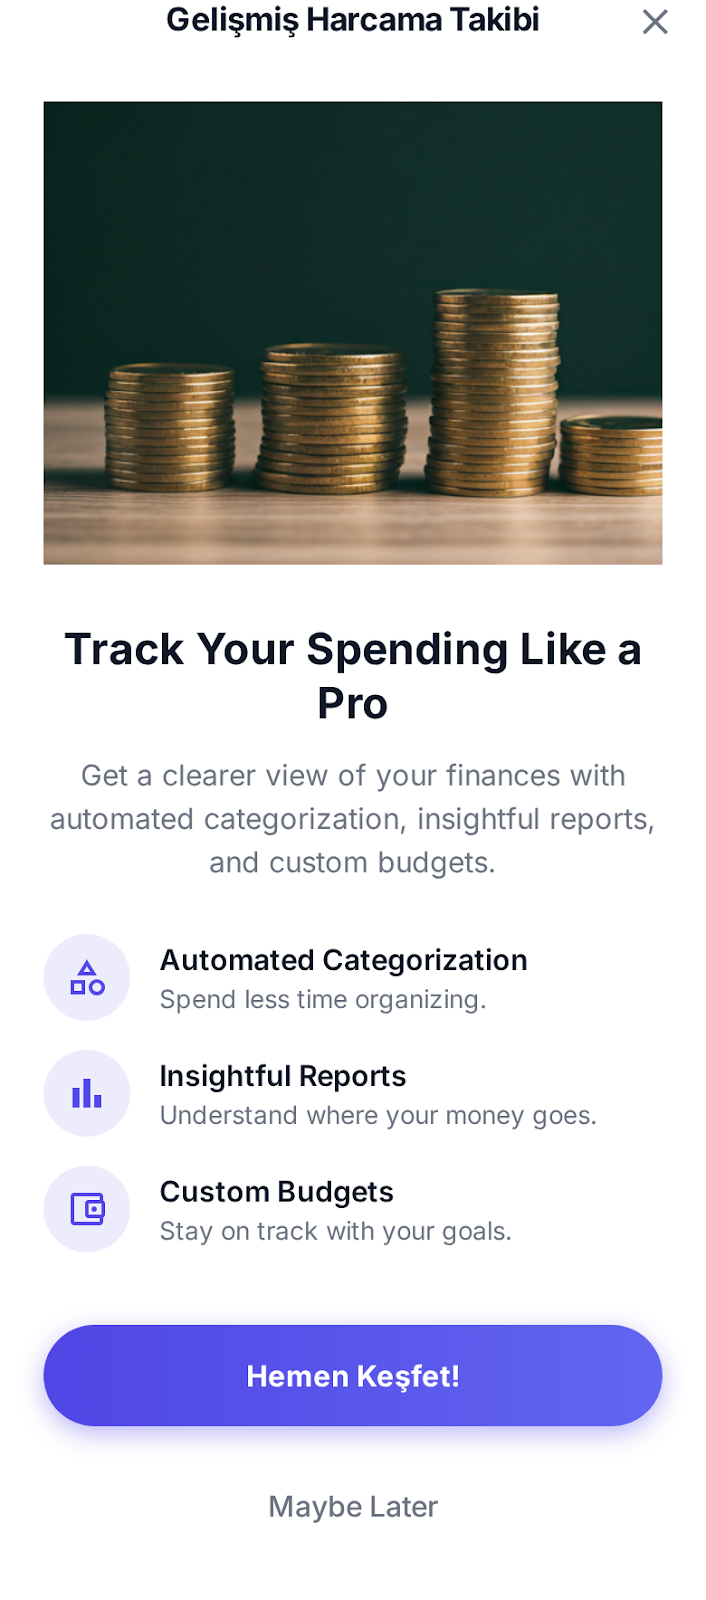 Gelişmiş Harcama Takibi
Track Your Spending Like a
Pro
Get a clearer view of your finances with
automated categorization, insightful reports,
and custom budgets.
Automated Categorization
Spend less time organizing.
Insightful Reports
Understand where your money goes.
Custom Budgets
Stay on track with your goals.
Hemen Keşfet!
Maybe Later